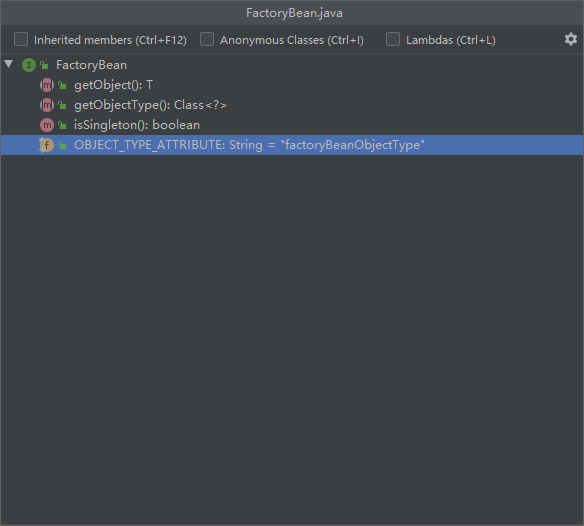 FactoryBean.java
Inherited members (Ctrl+F12) Anonymous Classes (Ctrl+I) Lambdas (Ctrl+L)
I FactoryBean
m getObject(): T
m getObjectType(): Class<?>
m isSingleton(): boolean
f OBJECT_TYPE_ATTRIBUTE: String = "factoryBeanObjectType"